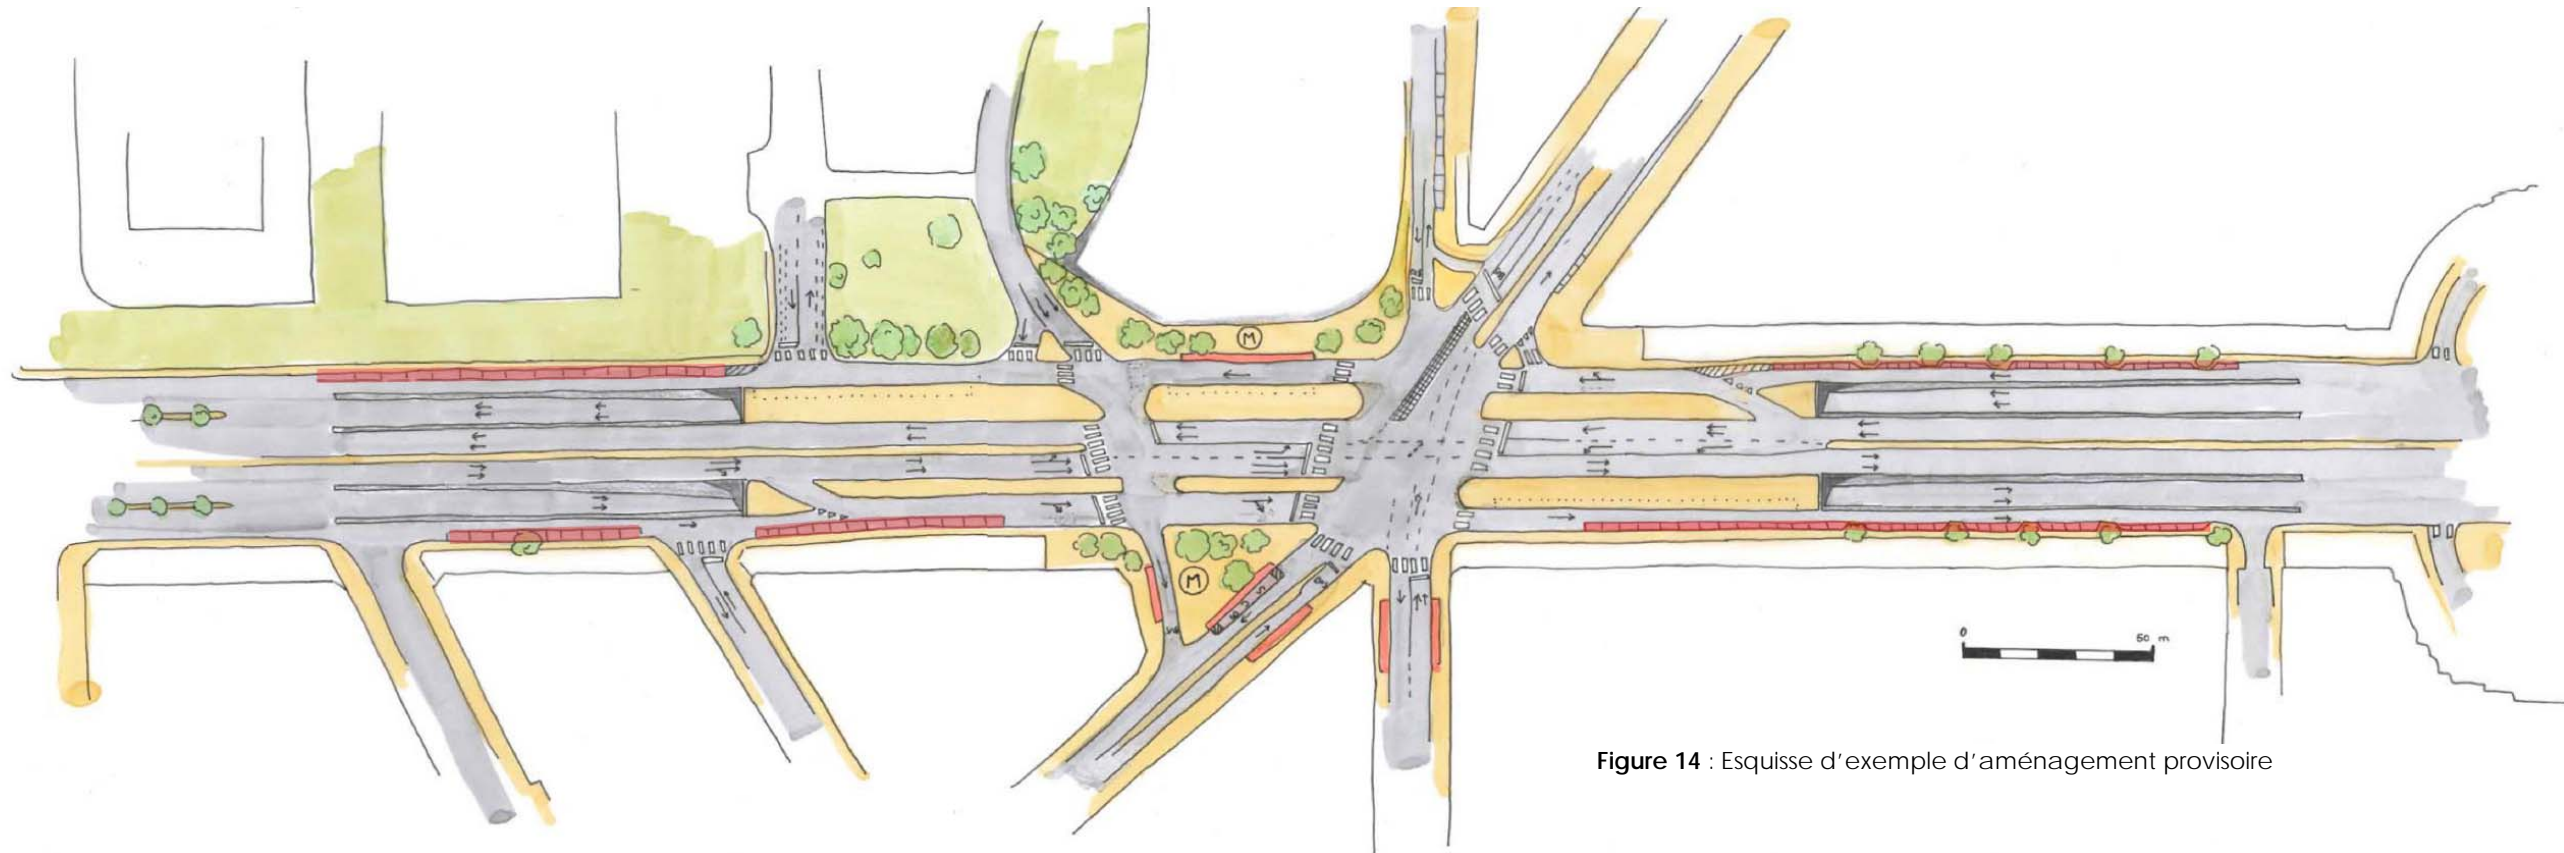 M
M
0 50 m
Figure 14 : Esquisse d'exemple d'aménagement provisoire